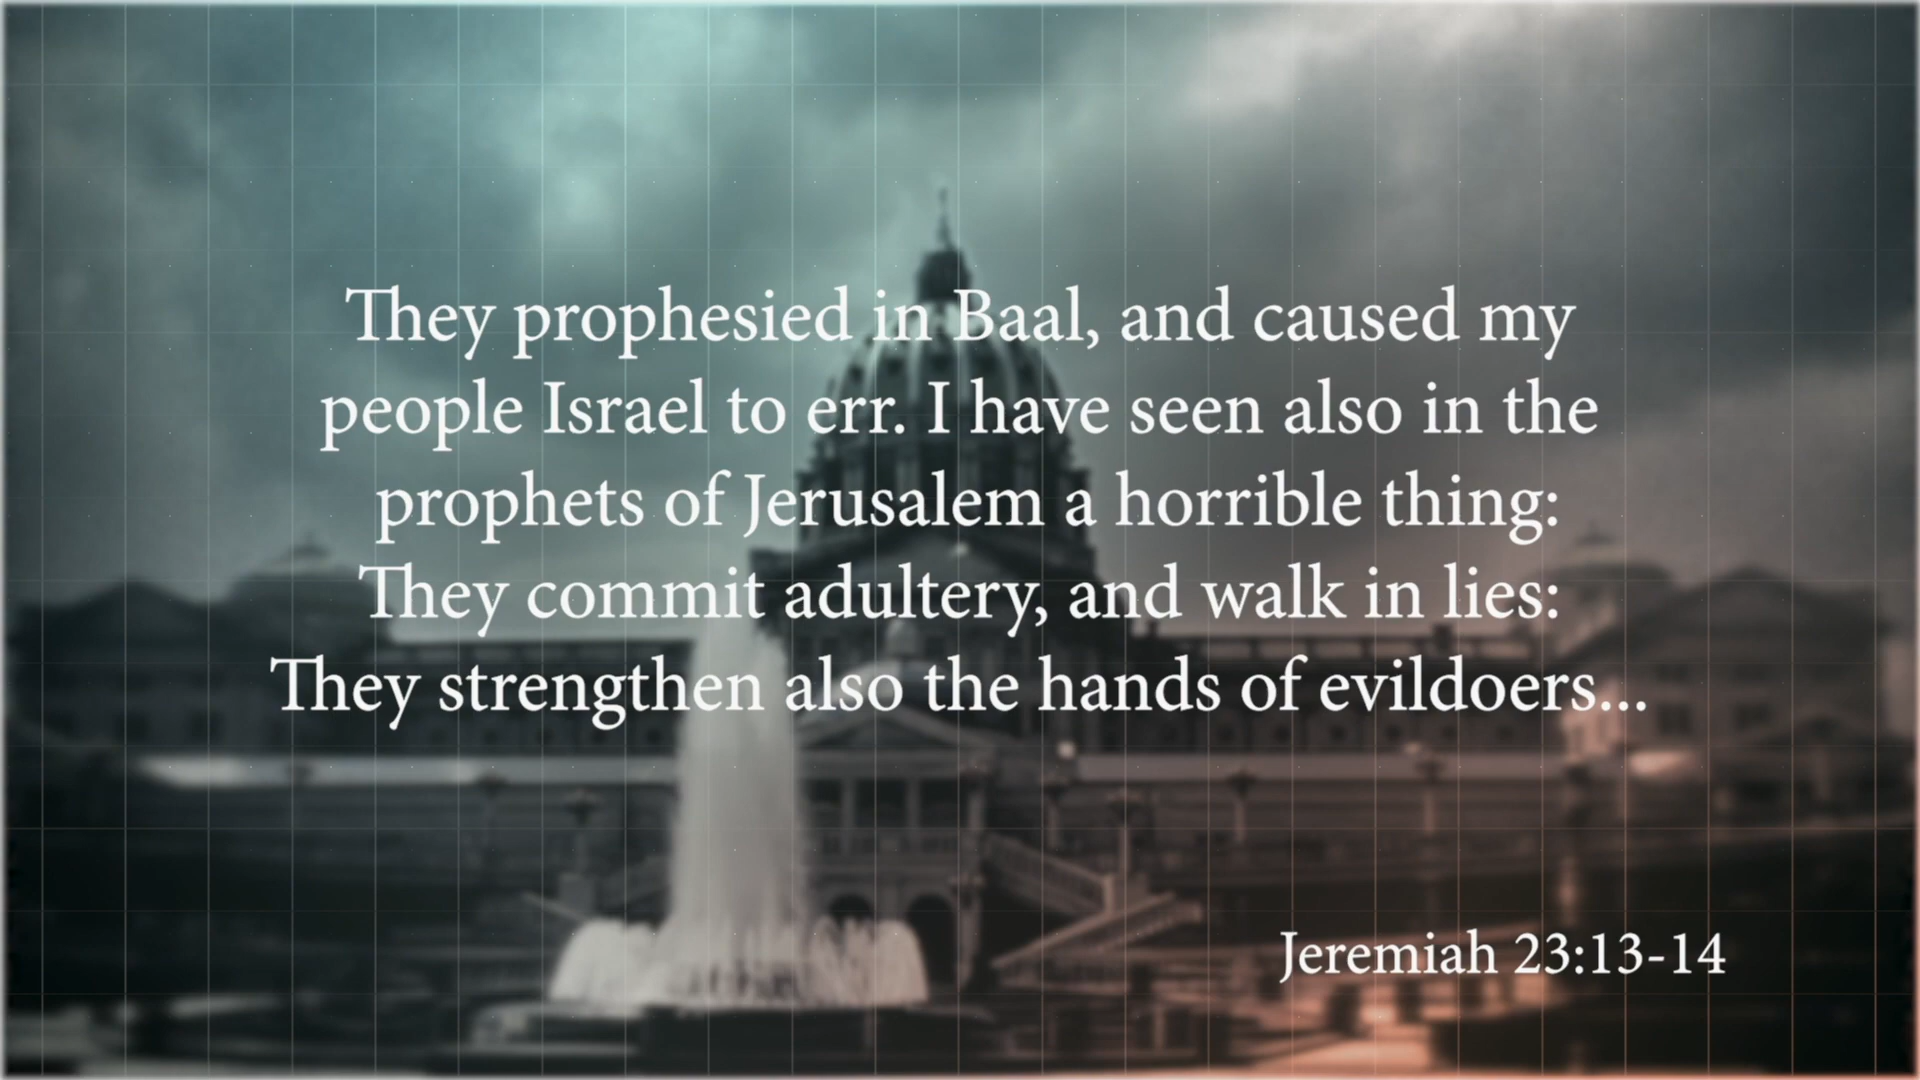 They prophesied in Baal, and caused my
people Israel to err. I have seen also in the
prophets of Jerusalem a horrible thing:
They commit adultery, and walk in lies:
They strengthen also the hands of evildoers...
Jeremiah 23:13-14